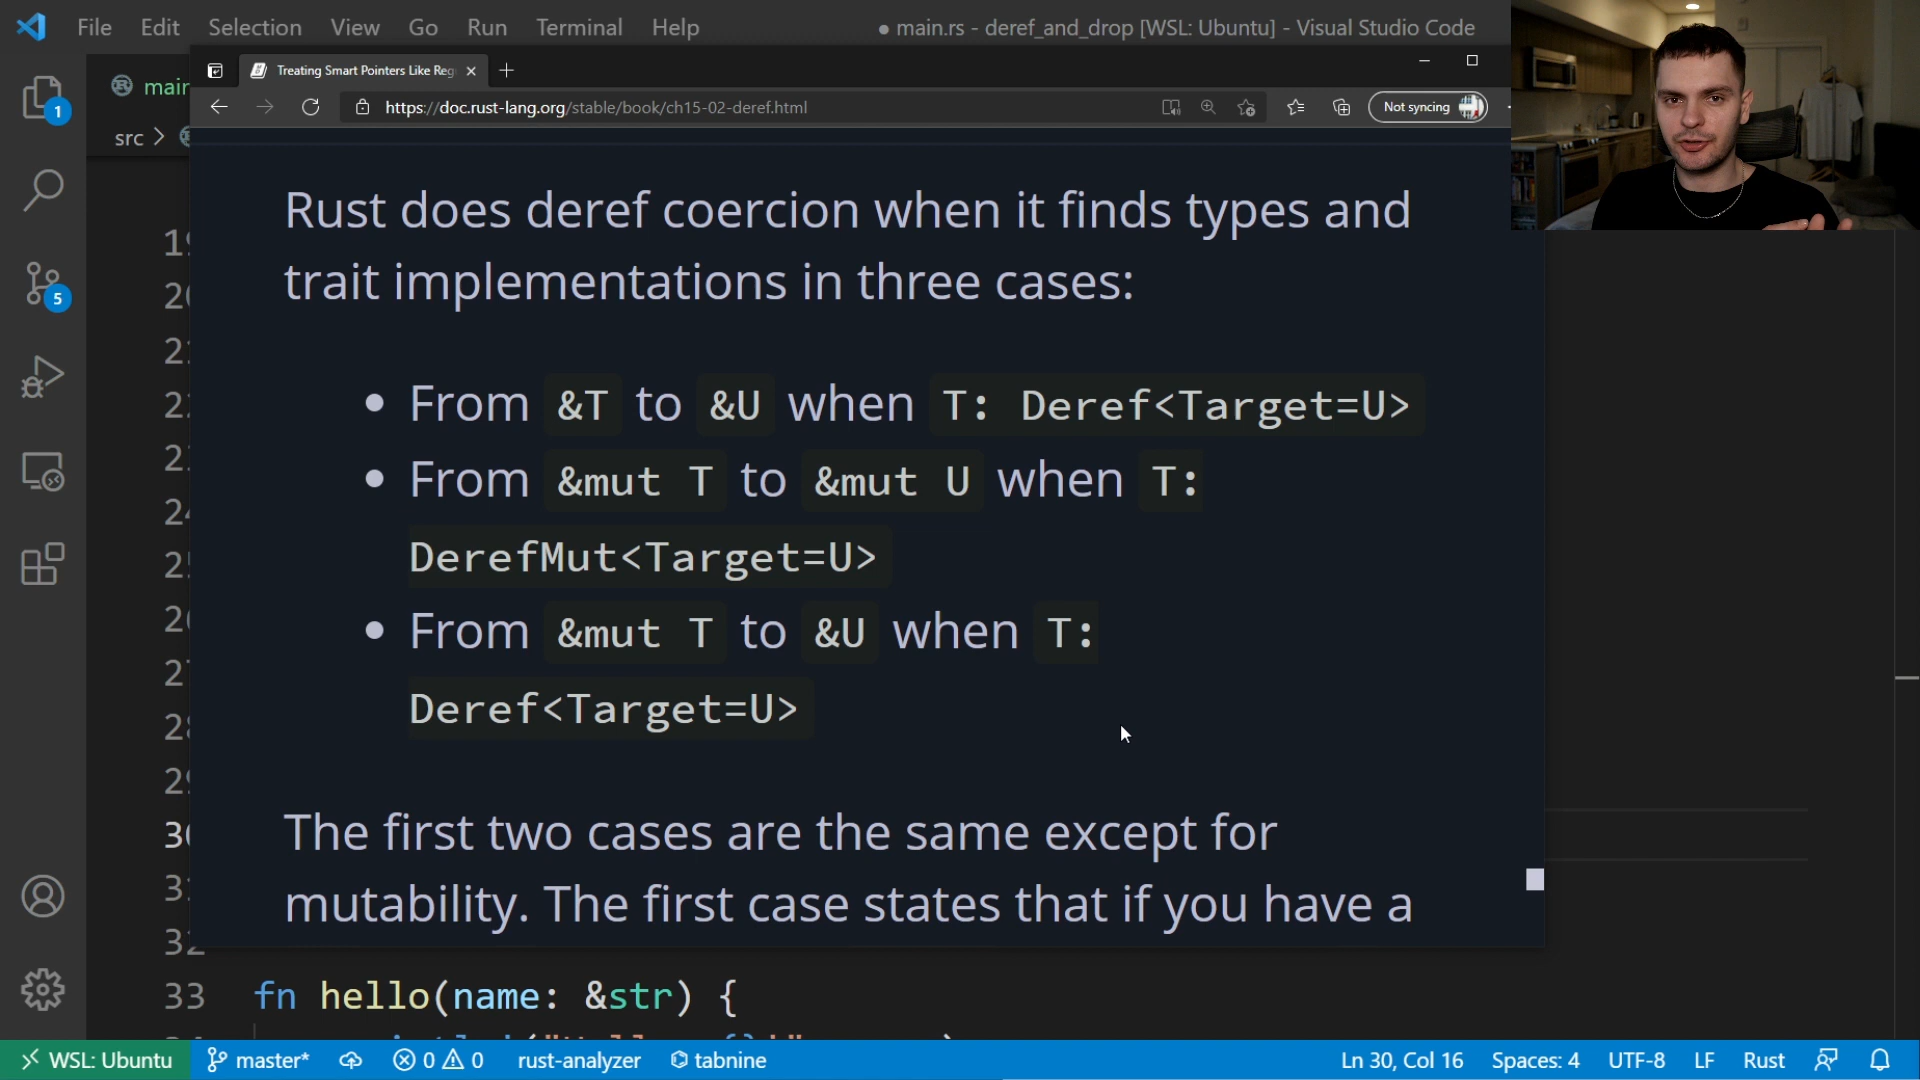 File Edit Selection View Go Run Terminal Help
● main.rs - deref_and_drop [WSL: Ubuntu] - Visual Studio Code
Treating Smart Pointers Like Reg
main
https://doc.rust-lang.org/stable/book/ch15-02-deref.html
Not syncing
1
src >
Rust does deref coercion when it finds types and
trait implementations in three cases:
5
• From &T to &U when T: Deref<Target=U>
• From &mut T to &mut U when T:
DerefMut<Target=U>
• From &mut T to &U when T:
Deref<Target=U>
The first two cases are the same except for
mutability. The first case states that if you have a
33 fn hello(name: &str) {
WSL: Ubuntu master* 0 0 rust-analyzer tabnine
Ln 30, Col 16 Spaces: 4 UTF-8 LF Rust